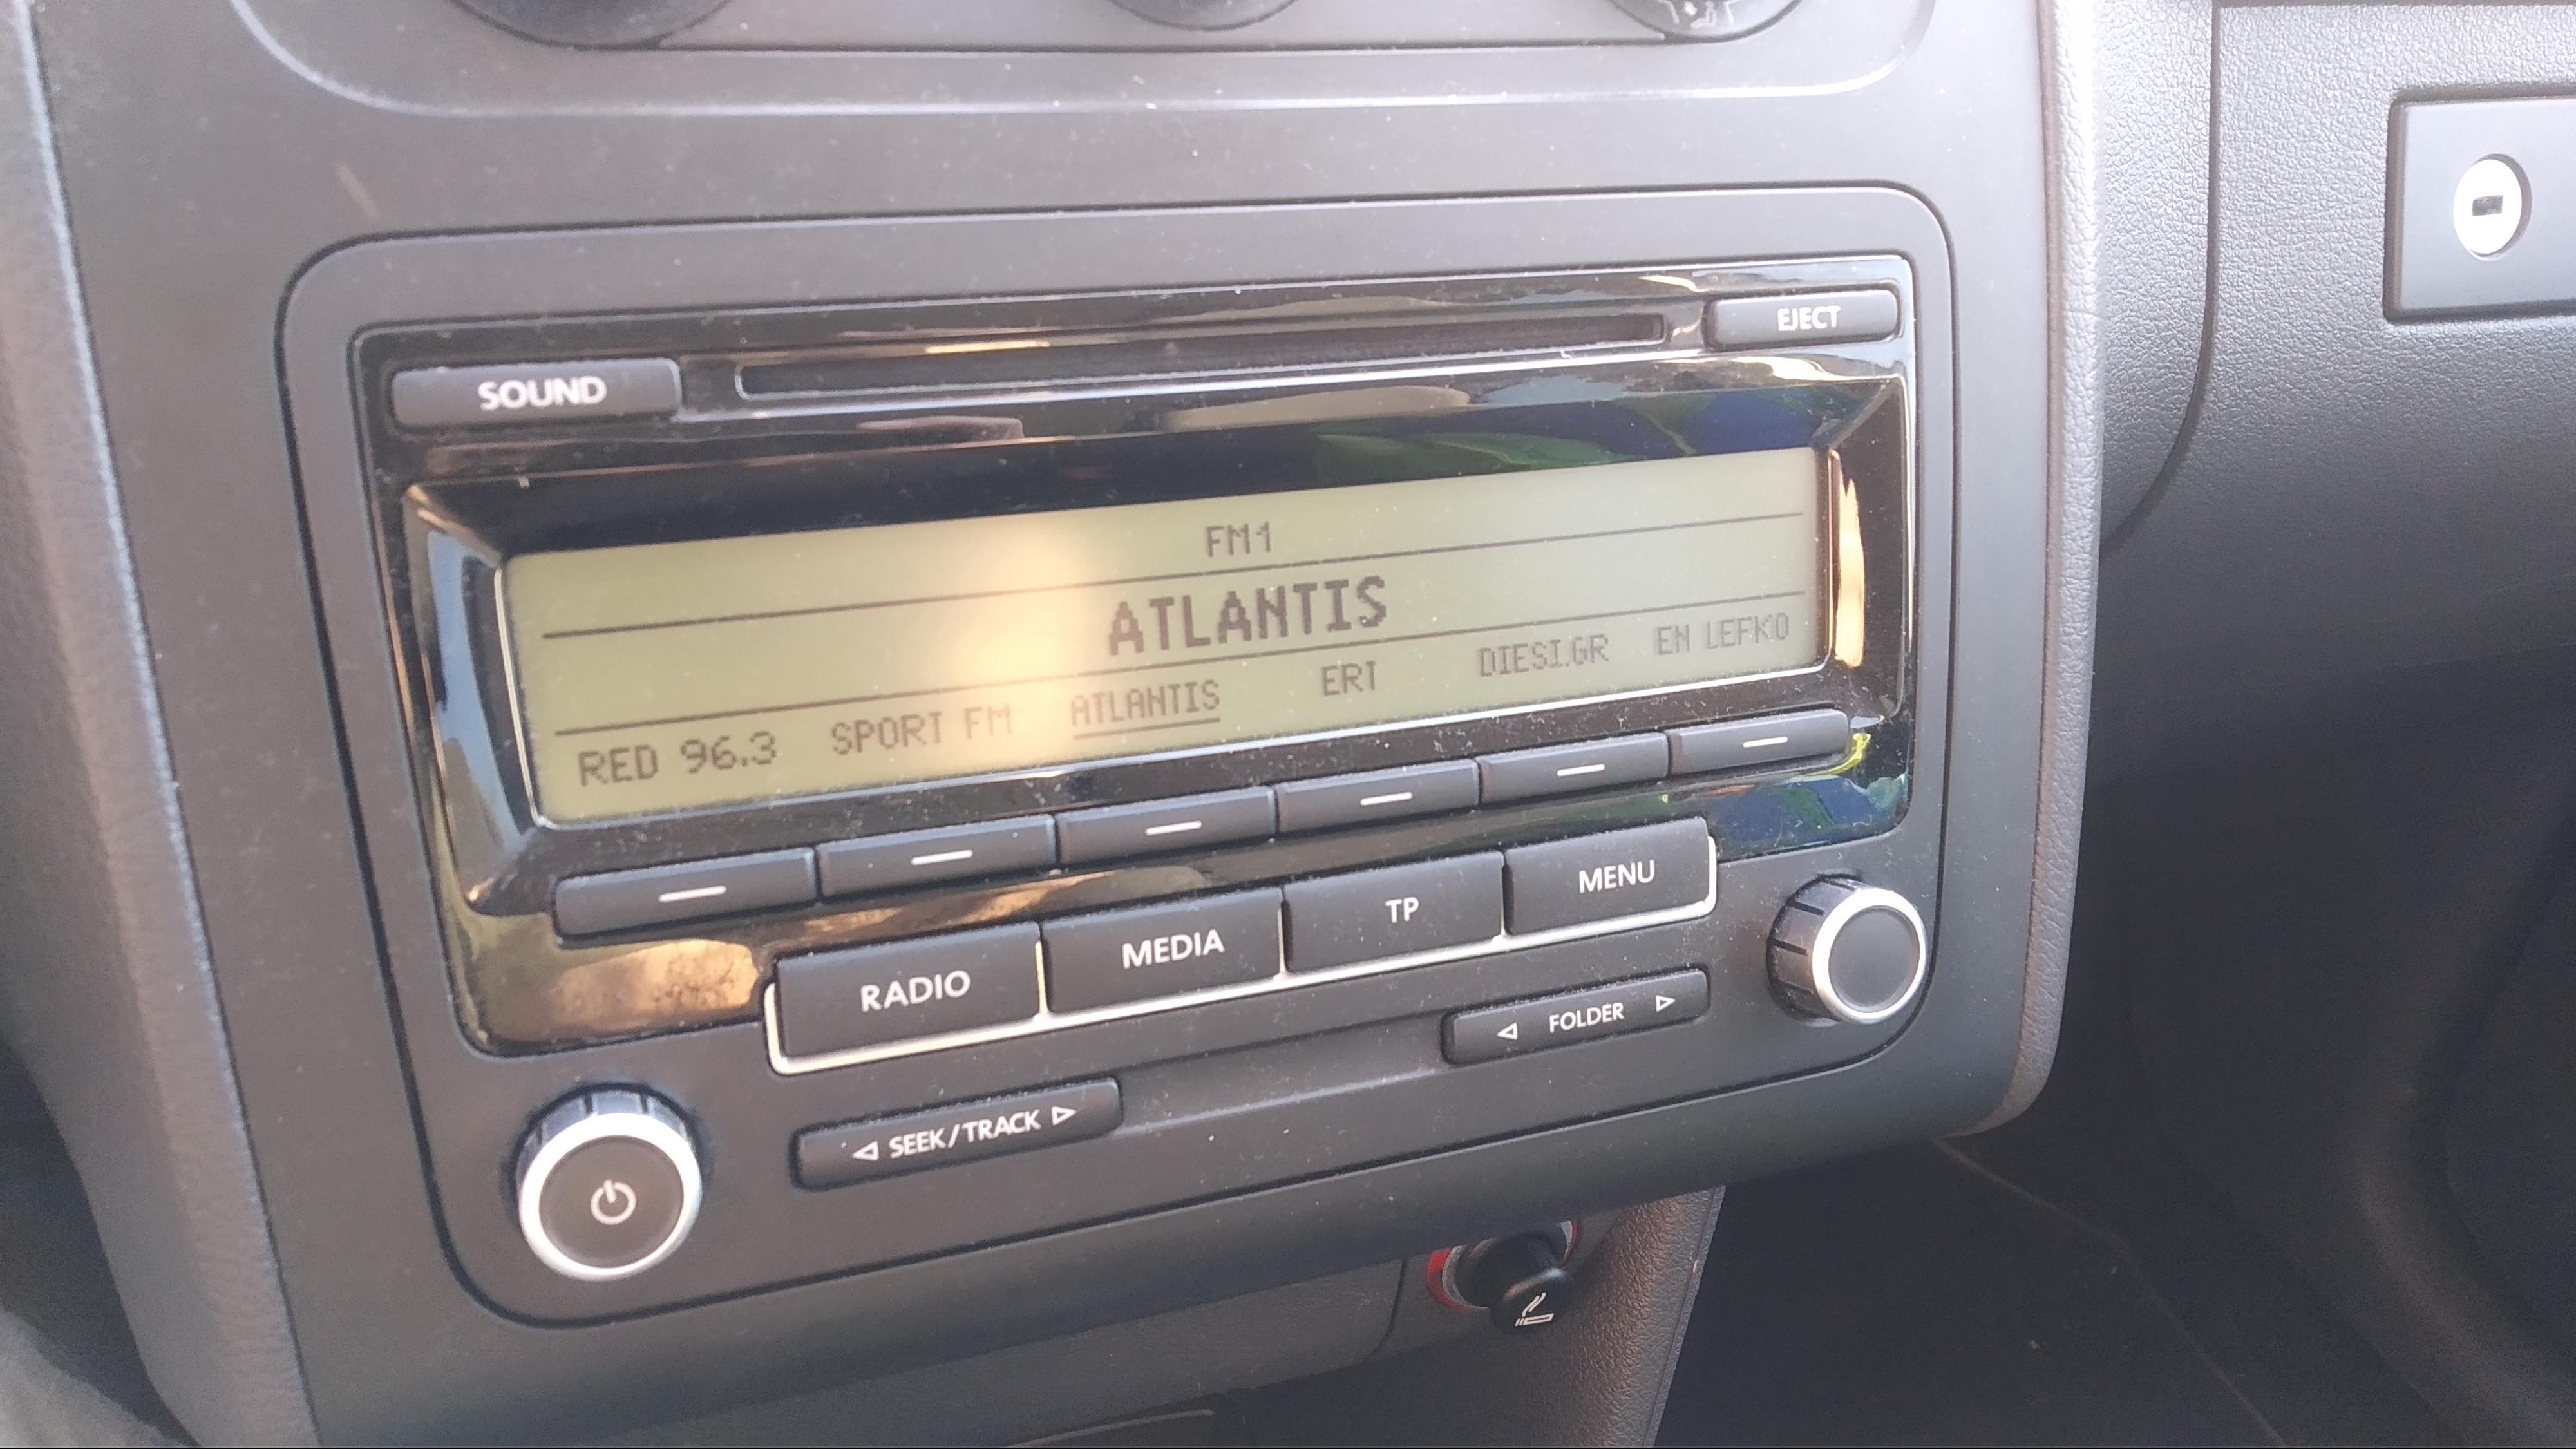 EJECT
SOUND
FM1
ATLANTIS
RED 96.3 SPORT FM ATLANTIS ERT DIESI.GR EN LEFKO
RADIO MEDIA TP MENU
FOLDER
SEEK/TRACK